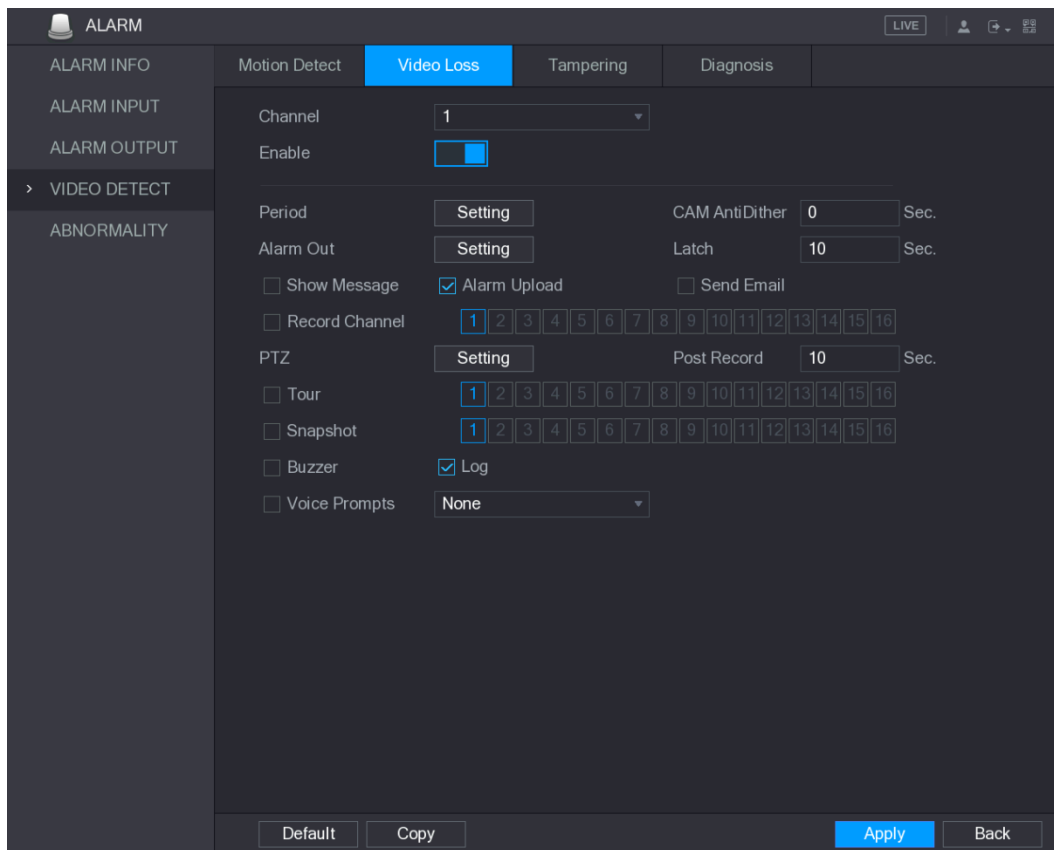 ALARM LIVE
ALARM INFO
ALARM INPUT
ALARM OUTPUT
VIDEO DETECT
ABNORMALITY
Motion Detect Video Loss Tampering Diagnosis
Channel 1
Enable
Period Setting CAM AntiDither 0 Sec.
Alarm Out Setting Latch 10 Sec.
Show Message Alarm Upload Send Email
Record Channel 1 2 3 4 5 6 7 8 9 10 11 12 13 14 15 16
PTZ Setting Post Record 10 Sec.
Tour 1 2 3 4 5 6 7 8 9 10 11 12 13 14 15 16
Snapshot 1 2 3 4 5 6 7 8 9 10 11 12 13 14 15 16
Buzzer Log
Voice Prompts None
Default Copy Apply Back